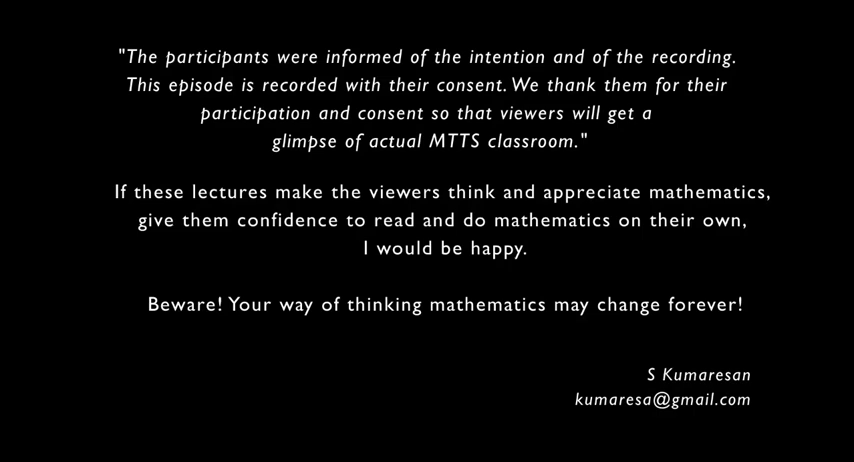 "The participants were informed of the intention and of the recording.
This episode is recorded with their consent. We thank them for their
participation and consent so that viewers will get a
glimpse of actual MTTS classroom."
If these lectures make the viewers think and appreciate mathematics,
give them confidence to read and do mathematics on their own,
I would be happy.
Beware! Your way of thinking mathematics may change forever!
S Kumaresan
kumaresa@gmail.com